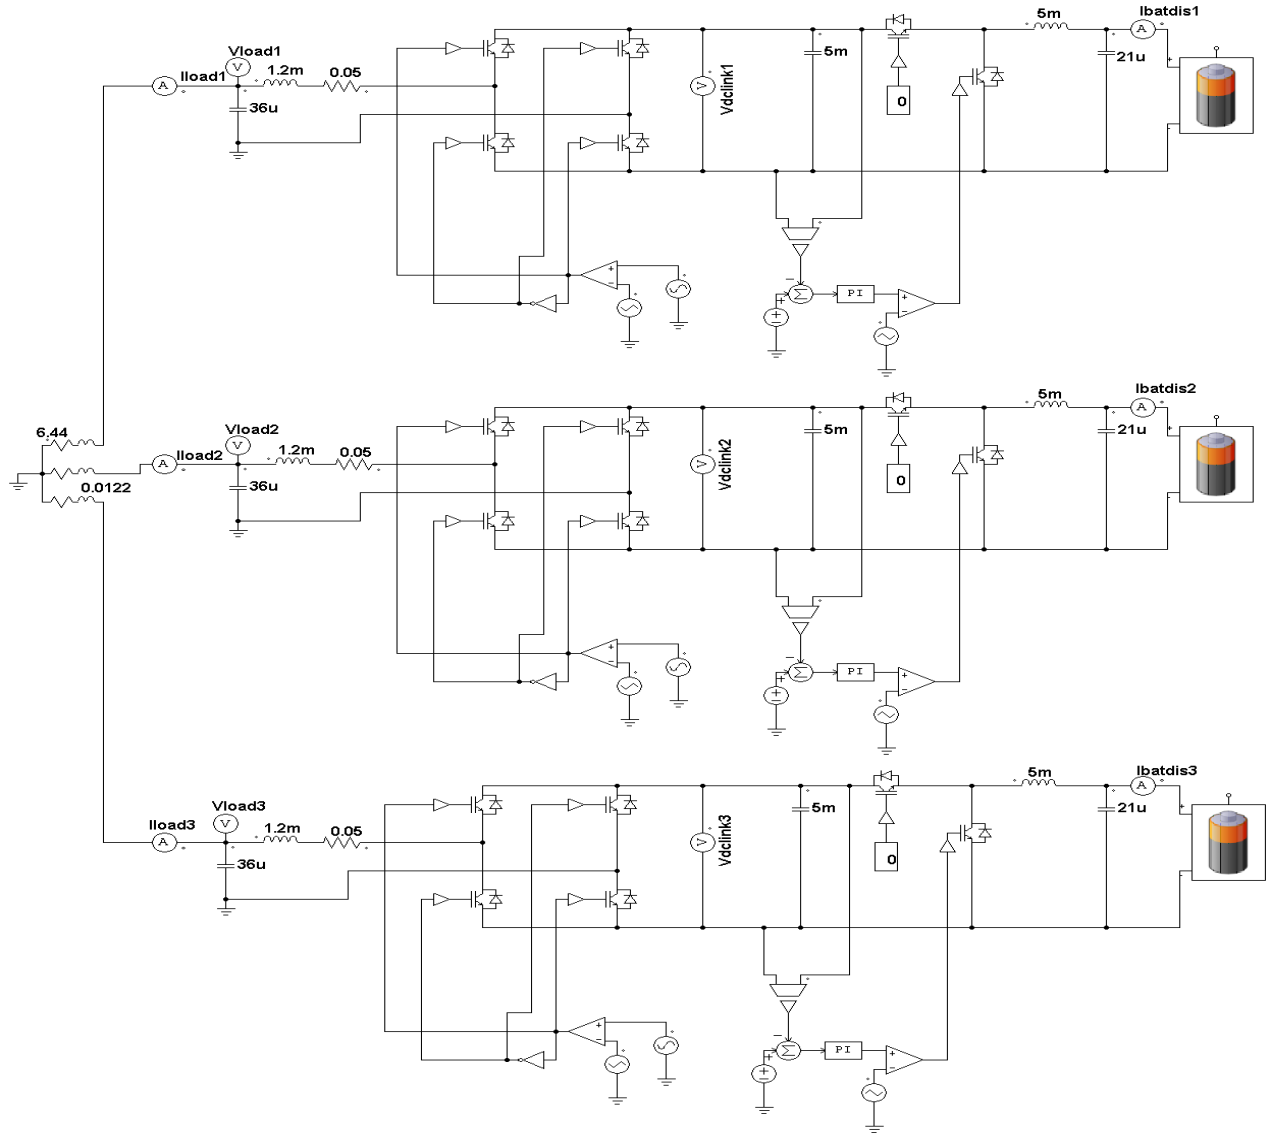 5m
Ibatdis1
Vload1
V
A
Iload1
A
1.2m
0.05
36u
V
Vdclink1
5m
0
21u
Σ
PI
6.44
0.0122
5m
Ibatdis2
Vload2
V
A
Iload2
A
1.2m
0.05
36u
V
Vdclink2
5m
0
21u
Σ
PI
5m
Ibatdis3
Vload3
V
A
Iload3
A
1.2m
0.05
36u
V
Vdclink3
5m
0
21u
Σ
PI